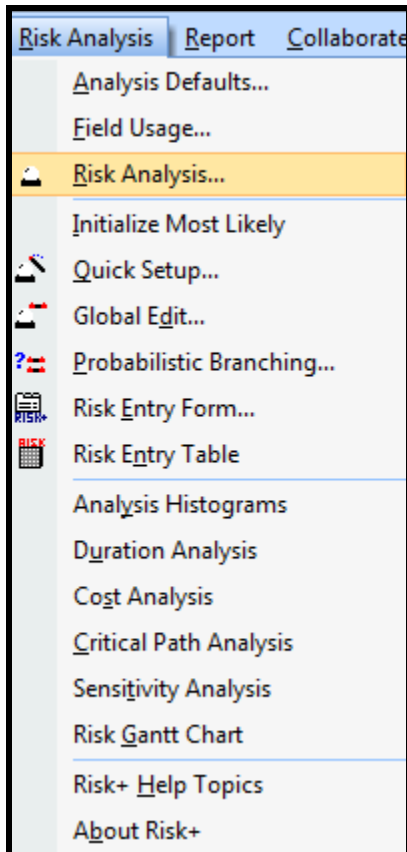 Risk Analysis Report Collaborate
Analysis Defaults...
Field Usage...
Risk Analysis...
Initialize Most Likely
Quick Setup...
Global Edit...
?
Probabilistic Branching...
RISK+
Risk Entry Form...
RISK
Risk Entry Table
Analysis Histograms
Duration Analysis
Cost Analysis
Critical Path Analysis
Sensitivity Analysis
Risk Gantt Chart
Risk+ Help Topics
About Risk+